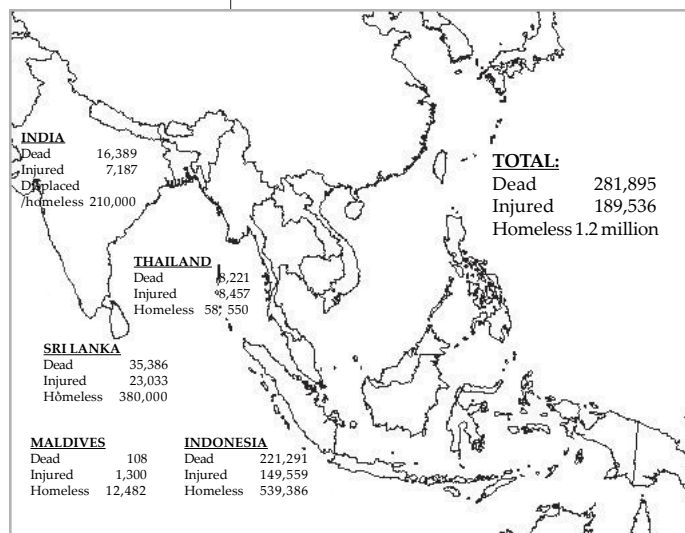 INDIA
Dead 16,389
Injured 7,187
Displaced
/homeless 210,000
TOTAL:
Dead 281,895
Injured 189,536
Homeless 1.2 million
THAILAND
Dead 8,221
Injured 8,457
Homeless 58, 550
SRI LANKA
Dead 35,386
Injured 23,033
Homeless 380,000
MALDIVES
Dead 108
Injured 1,300
Homeless 12,482
INDONESIA
Dead 221,291
Injured 149,559
Homeless 539,386